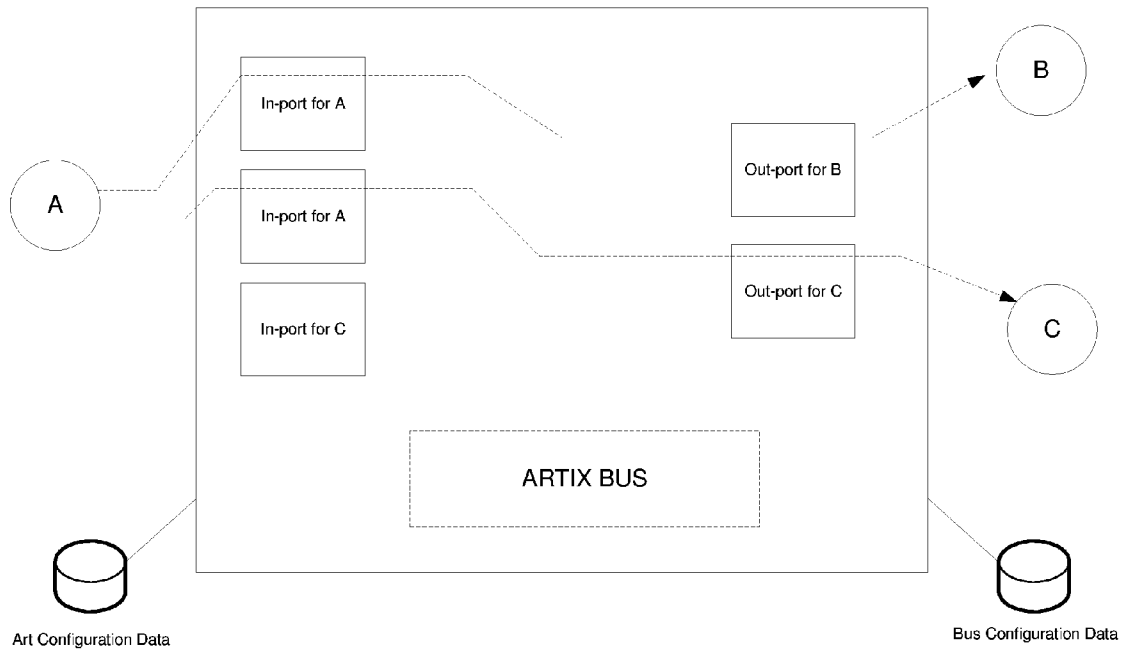 B
In-port for A
Out-port for B
A
In-port for A
Out-port for C
In-port for C
C
ARTIX BUS
Art Configuration Data
Bus Configuration Data